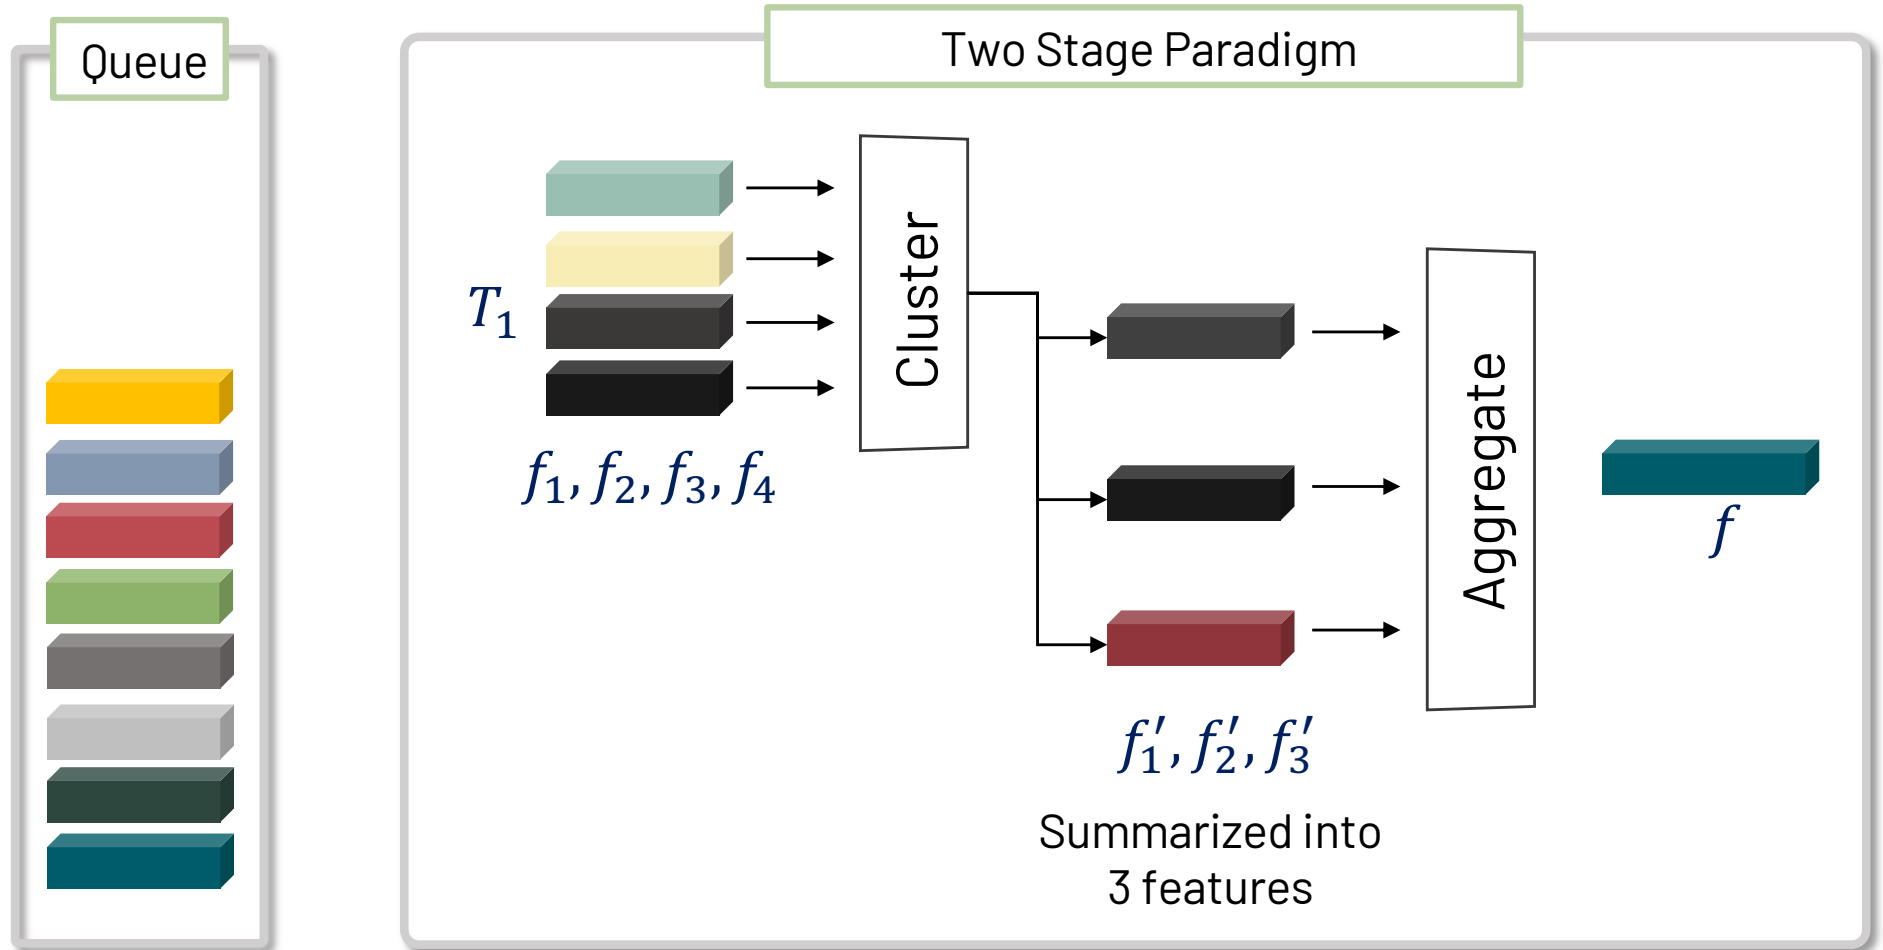 Queue
Two Stage Paradigm
T₁
Cluster
f₁, f₂, f₃, f₄
Aggregate
f
f₁′, f₂′, f₃′
Summarized into
3 features